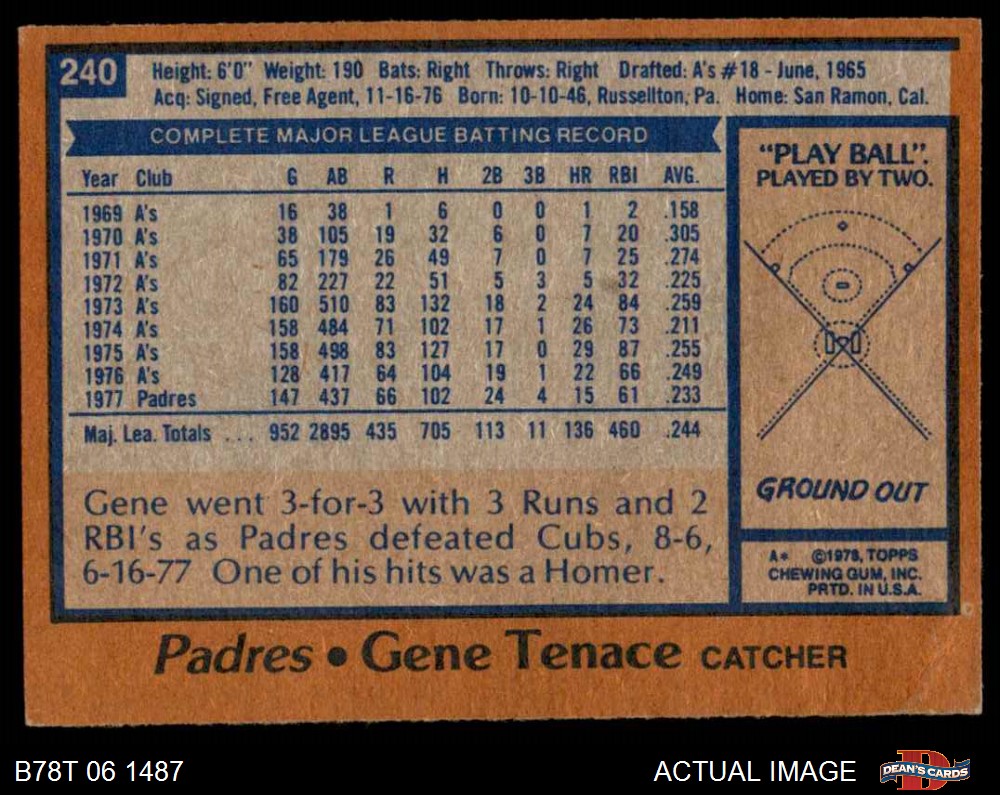 240
Height: 6'0" Weight: 190 Bats: Right Throws: Right Drafted: A's #18 - June, 1965
Acq: Signed, Free Agent, 11-16-76 Born: 10-10-46, Russellton, Pa. Home: San Ramon, Cal.
COMPLETE MAJOR LEAGUE BATTING RECORD
Year Club G AB R H 2B 3B HR RBI AVG.
1969 A's 16 38 1 6 0 0 1 2 .158
1970 A's 38 105 19 32 6 0 7 20 .305
1971 A's 65 179 26 49 7 0 7 25 .274
1972 A's 82 227 22 51 5 3 5 32 .225
1973 A's 160 510 83 132 18 2 24 84 .259
1974 A's 158 484 71 102 17 1 26 73 .211
1975 A's 158 498 83 127 17 0 29 87 .255
1976 A's 128 417 64 104 19 1 22 66 .249
1977 Padres 147 437 66 102 24 4 15 61 .233
Maj. Lea. Totals ... 952 2895 435 705 113 11 136 460 .244
Gene went 3-for-3 with 3 Runs and 2
RBI's as Padres defeated Cubs, 8-6,
6-16-77 One of his hits was a Homer.
"PLAY BALL".
PLAYED BY TWO.
GROUND OUT
A* ©1978, TOPPS
CHEWING GUM, INC.
PRTD. IN U.S.A.
Padres • Gene Tenace CATCHER
B78T 06 1487
ACTUAL IMAGE
DEAN'S CARDS